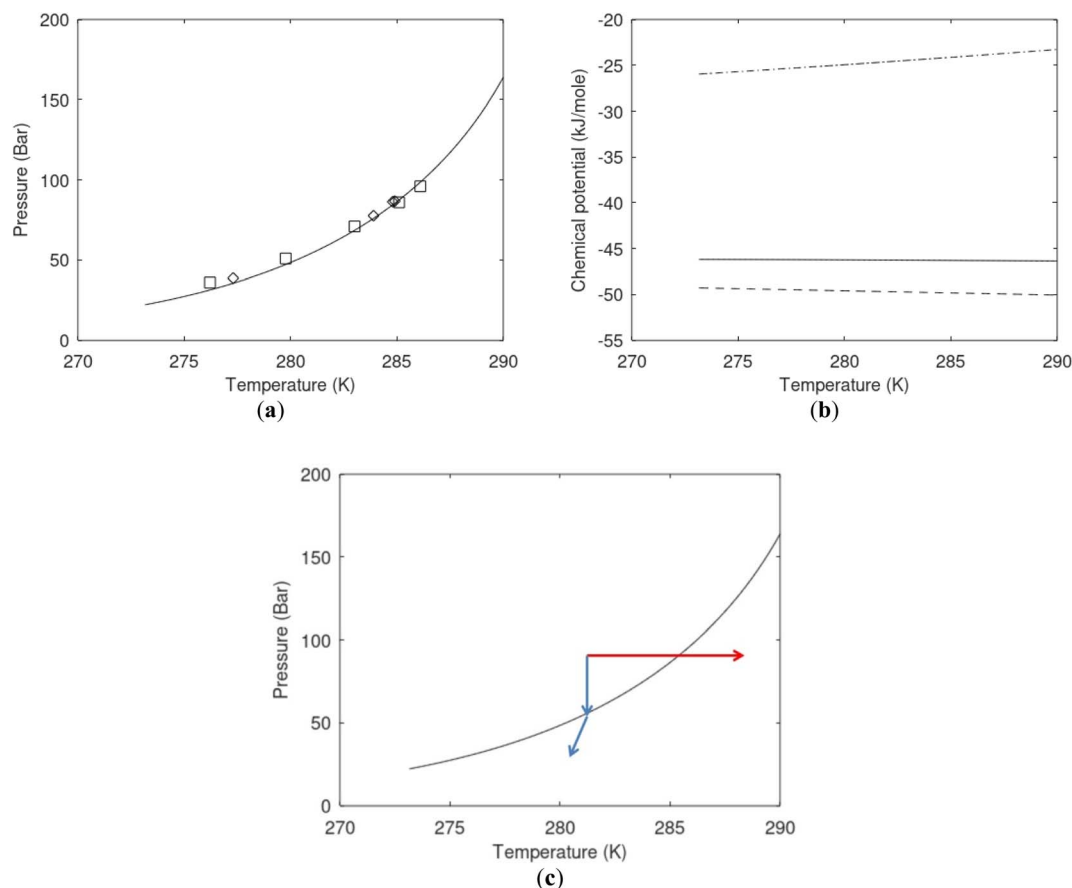 200
150
100
50
0
Pressure (Bar)
270 275 280 285 290
Temperature (K)
(a)
-20
-25
-30
-35
-40
-45
-50
-55
Chemical potential (kJ/mole)
270 275 280 285 290
Temperature (K)
(b)
200
150
100
50
0
Pressure (Bar)
270 275 280 285 290
Temperature (K)
(c)